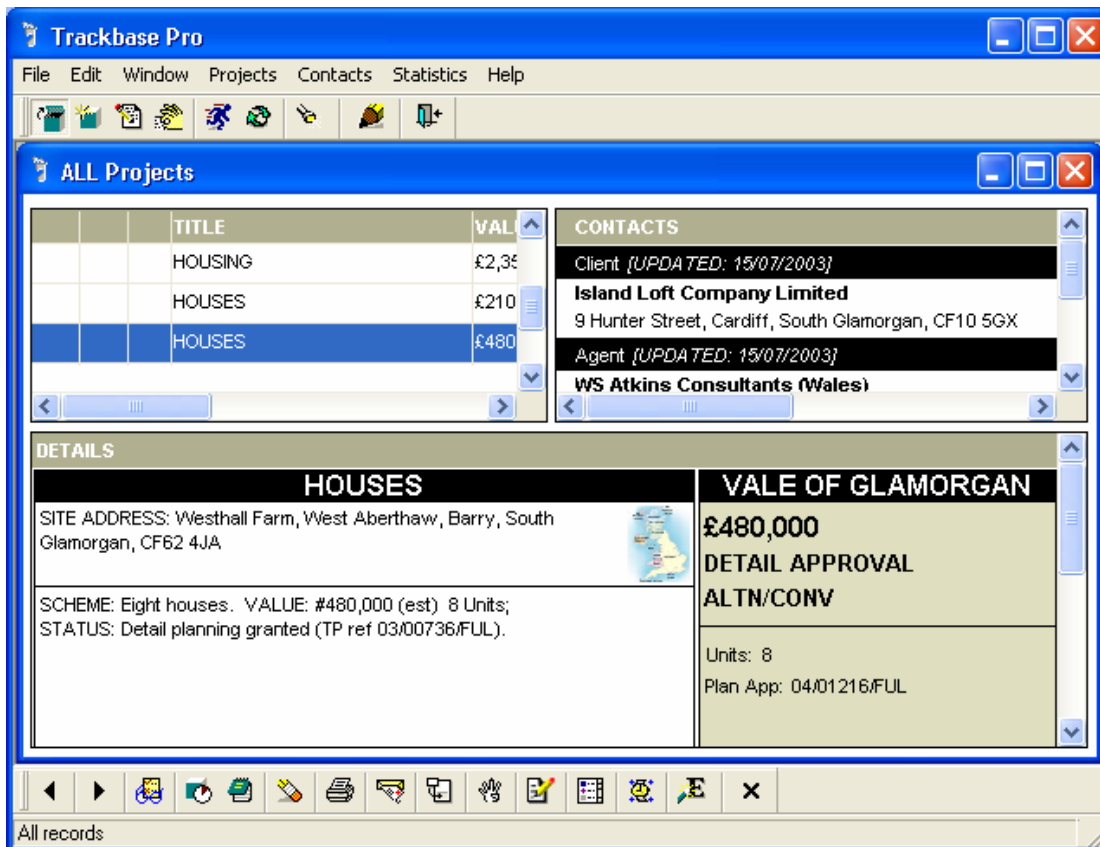 Trackbase Pro
File Edit Window Projects Contacts Statistics Help
ALL Projects
TITLE VALU
HOUSING £2,35
HOUSES £210
HOUSES £480
CONTACTS
Client [UPDATED: 15/07/2003]
Island Loft Company Limited
9 Hunter Street, Cardiff, South Glamorgan, CF10 5GX
Agent [UPDATED: 15/07/2003]
WS Atkins Consultants (Wales)
DETAILS
HOUSES
SITE ADDRESS: Westhall Farm, West Aberthaw, Barry, South
Glamorgan, CF62 4JA
SCHEME: Eight houses. VALUE: #480,000 (est) 8 Units;
STATUS: Detail planning granted (TP ref 03/00736/FUL).
VALE OF GLAMORGAN
£480,000
DETAIL APPROVAL
ALTN/CONV
Units: 8
Plan App: 04/01216/FUL
All records